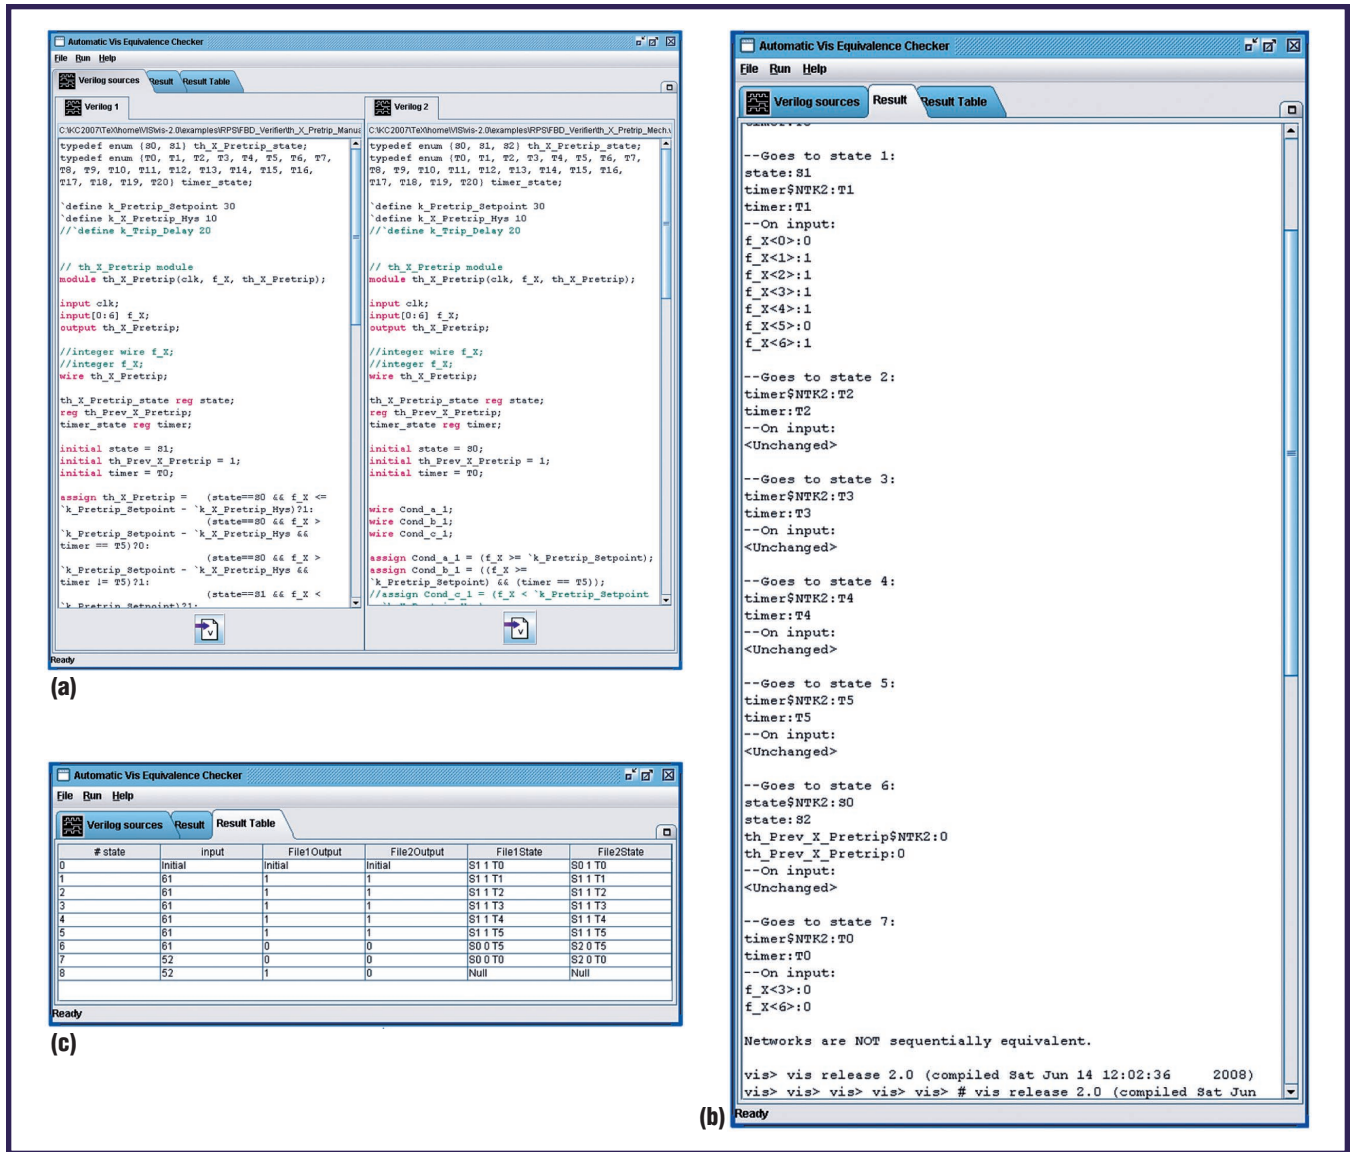 Automatic Vis Equivalence Checker
File Run Help
Verilog sources Result Result Table
Verilog 1
C:\KC2007\TeX\home\VIS\vis-2.0\examples\RPS\FBD_Verifier\th_X_Pretrip_Manua
typedef enum (S0, S1) th_X_Pretrip_state;
typedef enum (T0, T1, T2, T3, T4, T5, T6, T7,
T8, T9, T10, T11, T12, T13, T14, T15, T16,
T17, T18, T19, T20) timer_state;
`define k_Pretrip_Setpoint 30
`define k_X_Pretrip_Hys 10
//`define k_Trip_Delay 20
// th_X_Pretrip module
module th_X_Pretrip(clk, f_X, th_X_Pretrip);
input clk;
input[0:6] f_X;
output th_X_Pretrip;
//integer wire f_X;
//integer f_X;
wire th_X_Pretrip;
th_X_Pretrip_state reg state;
reg th_Prev_X_Pretrip;
timer_state reg timer;
initial state = S1;
initial th_Prev_X_Pretrip = 1;
initial timer = T0;
assign th_X_Pretrip = (state==S0 && f_X <=
`k_Pretrip_Setpoint - `k_X_Pretrip_Hys)?1:
(state==S0 && f_X >
`k_Pretrip_Setpoint - `k_X_Pretrip_Hys &&
timer == T5)?0:
(state==S0 && f_X >
`k_Pretrip_Setpoint - `k_X_Pretrip_Hys &&
timer != T5)?1:
(state==S1 && f_X <
`k_Pretrip_Setpoint)?1:
Verilog 2
C:\KC2007\TeX\home\VIS\vis-2.0\examples\RPS\FBD_Verifier\th_X_Pretrip_Mech.v
typedef enum (S0, S1, S2) th_X_Pretrip_state;
typedef enum (T0, T1, T2, T3, T4, T5, T6, T7,
T8, T9, T10, T11, T12, T13, T14, T15, T16,
T17, T18, T19, T20) timer_state;
`define k_Pretrip_Setpoint 30
`define k_X_Pretrip_Hys 10
//`define k_Trip_Delay 20
// th_X_Pretrip module
module th_X_Pretrip(clk, f_X, th_X_Pretrip);
input clk;
input[0:6] f_X;
output th_X_Pretrip;
//integer wire f_X;
//integer f_X;
wire th_X_Pretrip;
th_X_Pretrip_state reg state;
reg th_Prev_X_Pretrip;
timer_state reg timer;
initial state = S0;
initial th_Prev_X_Pretrip = 1;
initial timer = T0;
wire Cond_a_1;
wire Cond_b_1;
wire Cond_c_1;
assign Cond_a_1 = (f_X >= `k_Pretrip_Setpoint);
assign Cond_b_1 = ((f_X >=
`k_Pretrip_Setpoint) && (timer == T5));
//assign Cond_c_1 = (f_X < `k_Pretrip_Setpoint
Ready
(a)
Automatic Vis Equivalence Checker
File Run Help
Verilog sources Result Result Table
# state input File1Output File2Output File1State File2State
0 Initial Initial Initial S1 1 T0 S0 1 T0
1 61 1 1 S1 1 T1 S1 1 T1
2 61 1 1 S1 1 T2 S1 1 T2
3 61 1 1 S1 1 T3 S1 1 T3
4 61 1 1 S1 1 T4 S1 1 T4
5 61 1 1 S1 1 T5 S1 1 T5
6 61 0 0 S0 0 T5 S2 0 T5
7 52 0 0 S0 0 T0 S2 0 T0
8 52 1 0 Null Null
Ready
(c)
Automatic Vis Equivalence Checker
File Run Help
Verilog sources Result Result Table
--Goes to state 1:
state:S1
timer$NTK2:T1
timer:T1
--On input:
f_X<0>:0
f_X<1>:1
f_X<2>:1
f_X<3>:1
f_X<4>:1
f_X<5>:0
f_X<6>:1
--Goes to state 2:
timer$NTK2:T2
timer:T2
--On input:
<Unchanged>
--Goes to state 3:
timer$NTK2:T3
timer:T3
--On input:
<Unchanged>
--Goes to state 4:
timer$NTK2:T4
timer:T4
--On input:
<Unchanged>
--Goes to state 5:
timer$NTK2:T5
timer:T5
--On input:
<Unchanged>
--Goes to state 6:
state$NTK2:S0
state:S2
th_Prev_X_Pretrip$NTK2:0
th_Prev_X_Pretrip:0
--On input:
<Unchanged>
--Goes to state 7:
timer$NTK2:T0
timer:T0
--On input:
f_X<3>:0
f_X<6>:0
Networks are NOT sequentially equivalent.
vis> vis release 2.0 (compiled Sat Jun 14 12:02:36 2008)
vis> vis> vis> vis> vis> # vis release 2.0 (compiled Sat Jun
Ready
(b)